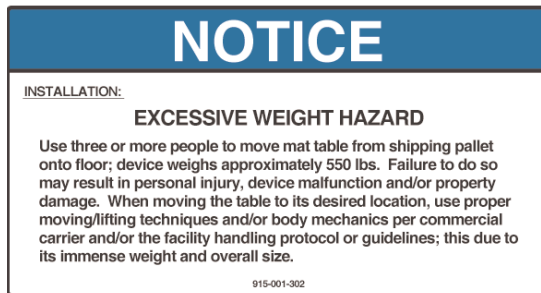 NOTICE
INSTALLATION:
EXCESSIVE WEIGHT HAZARD
Use three or more people to move mat table from shipping pallet
onto floor; device weighs approximately 550 lbs.  Failure to do so
may result in personal injury, device malfunction and/or property
damage.  When moving the table to its desired location, use proper
moving/lifting techniques and/or body mechanics per commercial
carrier and/or the facility handling protocol or guidelines; this due to
its immense weight and overall size.
915-001-302